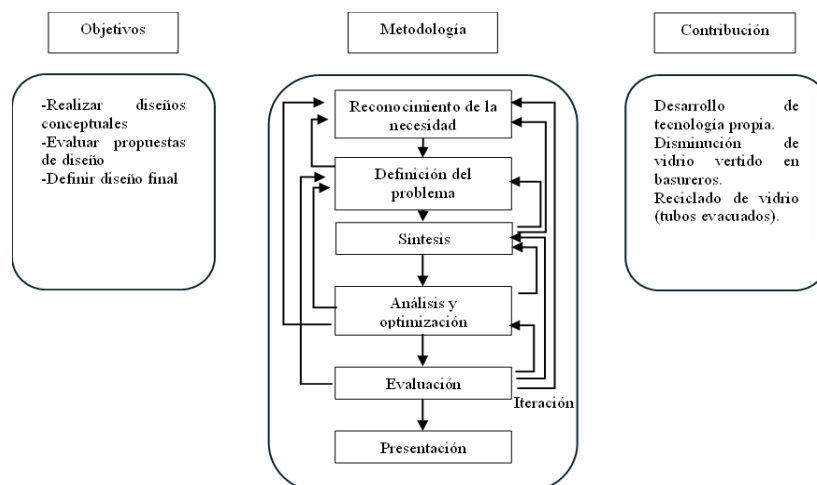 Objetivos
-Realizar diseños
conceptuales
-Evaluar propuestas
de diseño
-Definir diseño final
Metodología
Reconocimiento de la
necesidad
Definición del
problema
Síntesis
Análisis y
optimización
Evaluación
Iteración
Presentación
Contribución
Desarrollo de
tecnología propia.
Disminución de
vidrio vertido en
basureros.
Reciclado de vidrio
(tubos evacuados).